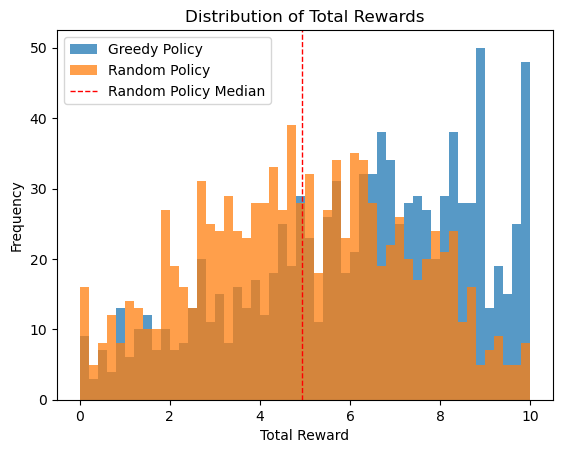 Distribution of Total Rewards
Greedy Policy
Random Policy
Random Policy Median
Frequency
50
40
30
20
10
0
0 2 4 6 8 10
Total Reward